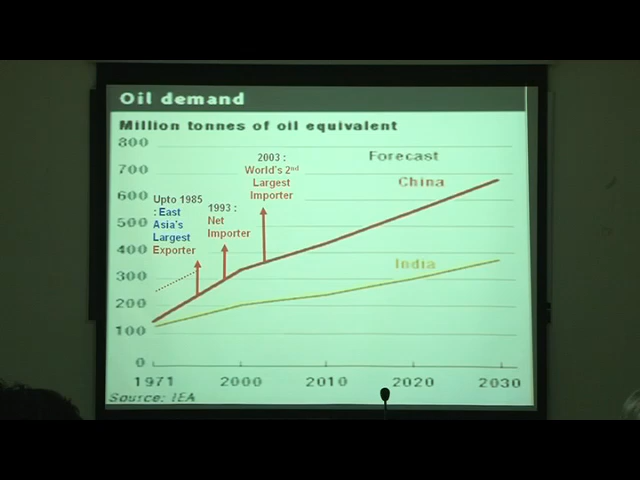 Oil demand
Million tonnes of oil equivalent
800
700
600
500
400
300
200
100
0
Forecast
China
India
2003 :
World's 2nd
Largest
Importer
Upto 1985
: East
Asia's
Largest
Exporter
1993 :
Net
Importer
1971 2000 2010 2020 2030
Source: IEA